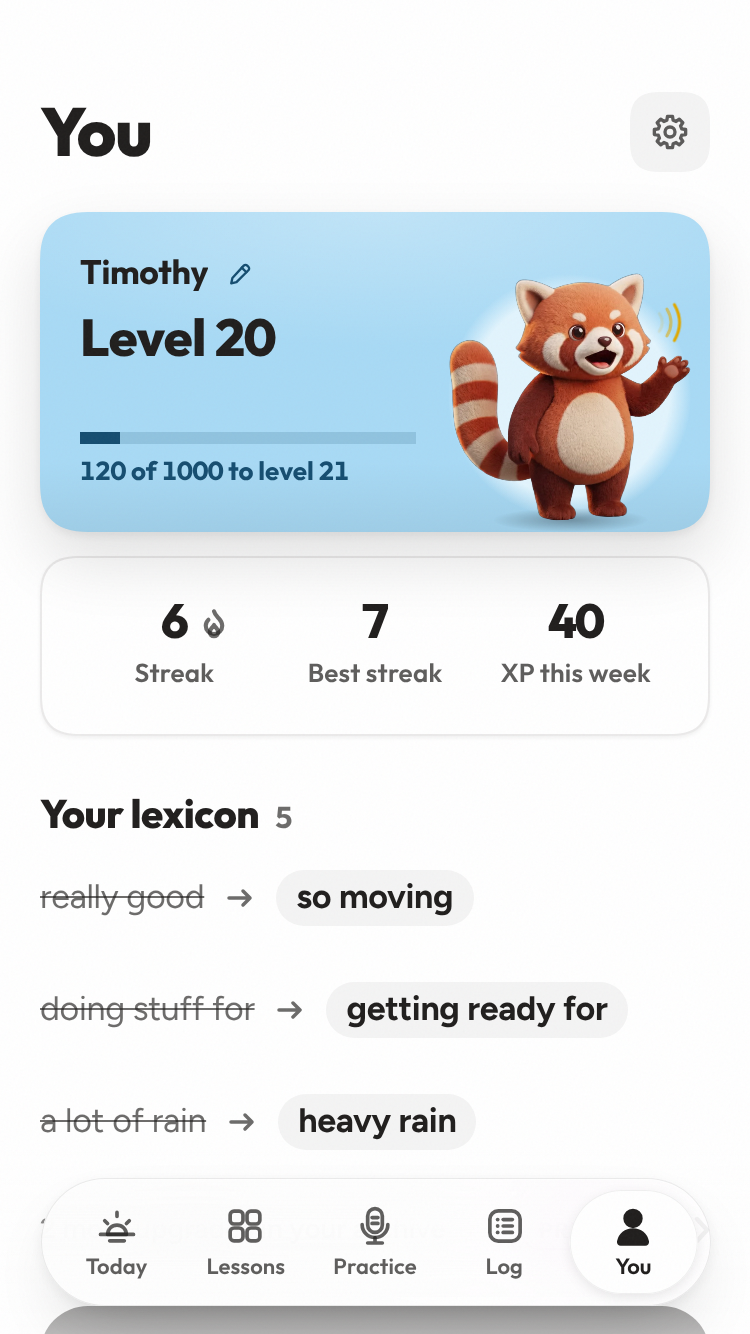 You
Timothy
Level 20
120 of 1000 to level 21
6 7 40
Streak Best streak XP this week
Your lexicon 5
really good → so moving
doing stuff for → getting ready for
a lot of rain → heavy rain
Today Lessons Practice Log You